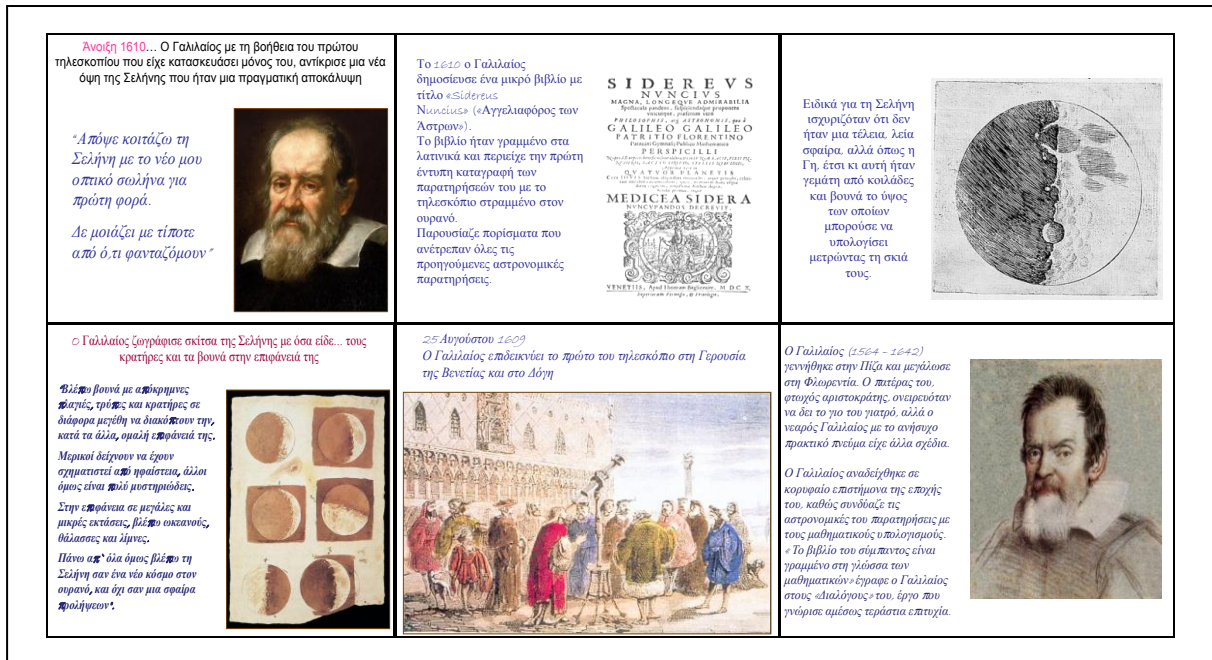 Άνοιξη 1610… Ο Γαλιλαίος με τη βοήθεια του πρώτου
τηλεσκοπίου που είχε κατασκευάσει μόνος του, αντίκρισε μια νέα
όψη της Σελήνης που ήταν μια πραγματική αποκάλυψη
"Απόψε κοιτάζω τη
Σελήνη με το νέο μου
οπτικό σωλήνα για
πρώτη φορά..
Δε μοιάζει με τίποτε
από ό,τι φανταζόμουν"
Το 1610 ο Γαλιλαίος
δημοσίευσε ένα μικρό βιβλίο με
τίτλο «Sidereus
Nuncius» («Αγγελιαφόρος των
Άστρων»).
Το βιβλίο ήταν γραμμένο στα
λατινικά και περιείχε την πρώτη
έντυπη καταγραφή των
παρατηρήσεών του με το
τηλεσκόπιο στραμμένο στον
ουρανό.
Παρουσίαζε πορίσματα που
ανέτρεπαν όλες τις
προηγούμενες αστρονομικές
παρατηρήσεις.
SIDEREVS
NVNCIVS
MAGNA, LONGEQVE ADMIRABILIA
GALILEO GALILEO
PATRITIO FLORENTINO
PERSPICILLI
QVATVOR PLANETIS
MEDICEA SIDERA
NVNCVPANDOS DECREVIT.
Ειδικά για τη Σελήνη
ισχυριζόταν ότι δεν
ήταν μια τέλεια, λεία
σφαίρα, αλλά όπως η
Γη, έτσι κι αυτή ήταν
γεμάτη από κοιλάδες
και βουνά το ύψος
των οποίων
μπορούσε να
υπολογίσει
μετρώντας τη σκιά
τους.
Ο Γαλιλαίος ζωγράφισε σκίτσα της Σελήνης με όσα είδε... τους
κρατήρες και τα βουνά στην επιφάνειά της
"Βλέπω βουνά με απόκρημνες
πλαγιές, τρύπες και κρατήρες σε
διάφορα μεγέθη να διακόπτουν την,
κατά τα άλλα, ομαλή επιφάνειά της.
Μερικοί δείχνουν να έχουν
σχηματιστεί από ηφαίστεια, άλλοι
όμως είναι πολύ μυστηριώδεις.
Στην επιφάνεια σε μεγάλες και
μικρές εκτάσεις, βλέπω ωκεανούς,
θάλασσες και λίμνες.
Πάνω απ' όλα όμως βλέπω τη
Σελήνη σαν ένα νέο κόσμο στον
ουρανό, και όχι σαν μια σφαίρα
προλήψεων".
25 Αυγούστου 1609
Ο Γαλιλαίος επιδεικνύει το πρώτο του τηλεσκόπιο στη Γερουσία
της Βενετίας και στο Δόγη
Ο Γαλιλαίος (1564 - 1642)
γεννήθηκε στην Πίζα και μεγάλωσε
στη Φλωρεντία. Ο πατέρας του,
φτωχός αριστοκράτης, ονειρευόταν
να δει το γιο του γιατρό, αλλά ο
νεαρός Γαλιλαίος με το ανήσυχο
πρακτικό πνεύμα είχε άλλα σχέδια.
Ο Γαλιλαίος αναδείχθηκε σε
κορυφαίο επιστήμονα της εποχής
του, καθώς συνδύαζε τις
αστρονομικές του παρατηρήσεις με
τους μαθηματικούς υπολογισμούς.
«Το βιβλίο του σύμπαντος είναι
γραμμένο στη γλώσσα των
μαθηματικών» έγραφε ο Γαλιλαίος
στους «Διαλόγους» του, έργο που
γνώρισε αμέσως τεράστια επιτυχία.